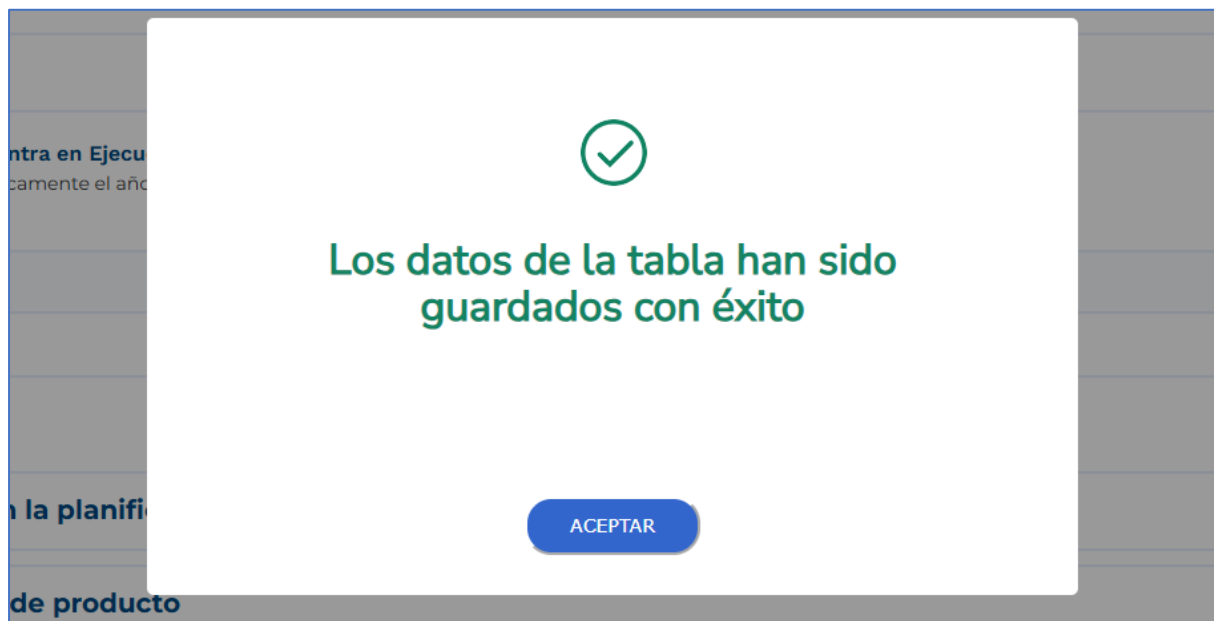 ntra en Ejecu
camente el año
Los datos de la tabla han sido
guardados con éxito
la planifi
ACEPTAR
de producto